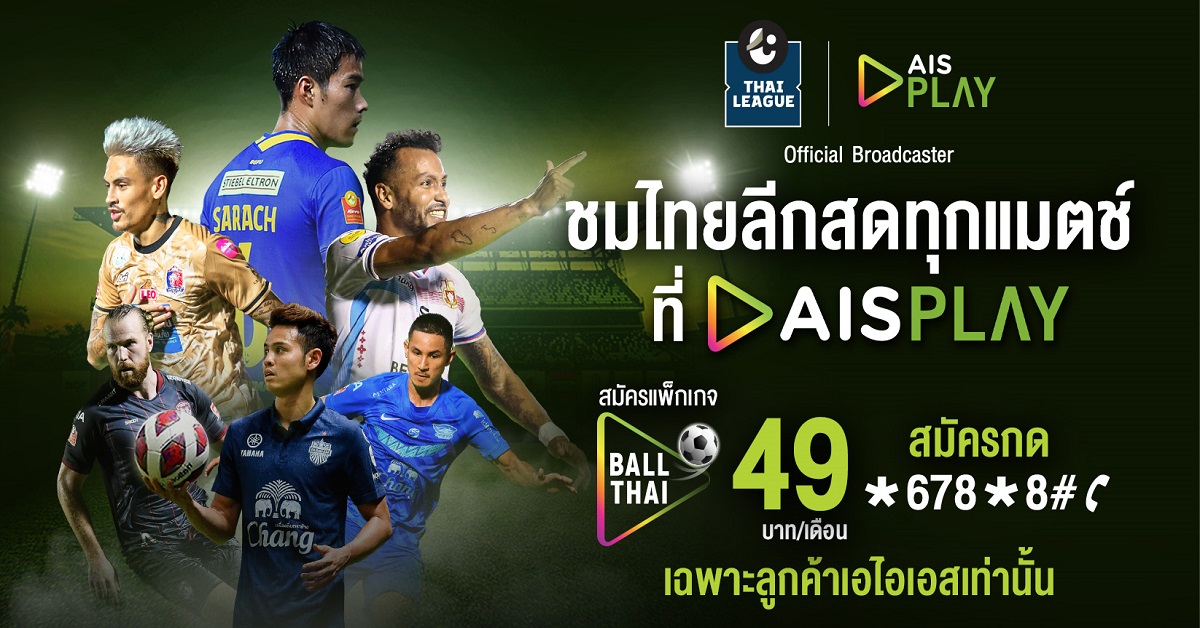 THAI
LEAGUE
AIS
PLAY
Official Broadcaster
ชมไทยลีกสดทุกแมตช์
ที่ AISPLAY
สมัครแพ็กเกจ
BALL
THAI
49
บาท/เดือน
สมัครกด
*678*8#
เฉพาะลูกค้าเอไอเอสเท่านั้น
STIEBEL ELTRON
SARACH
LEO
YAMAHA
Chang